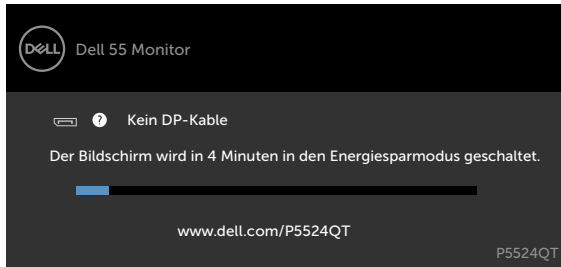 DELL
Dell 55 Monitor
? Kein DP-Kable
Der Bildschirm wird in 4 Minuten in den Energiesparmodus geschaltet.
www.dell.com/P5524QT
P5524QT